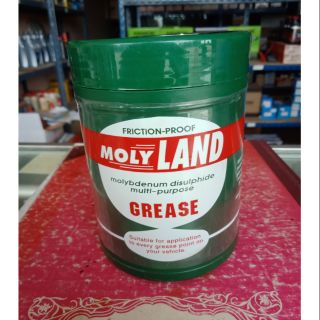 FRICTION-PROOF
MOLY LAND
molybdenum disulphide
multi-purpose
GREASE
Suitable for application
to every grease point on
your vehicle.